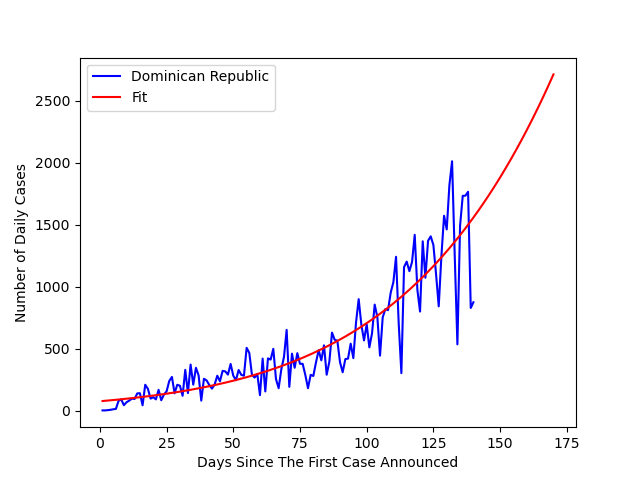 Dominican Republic
Fit
2500
2000
1500
1000
500
0
Number of Daily Cases
0 25 50 75 100 125 150 175
Days Since The First Case Announced